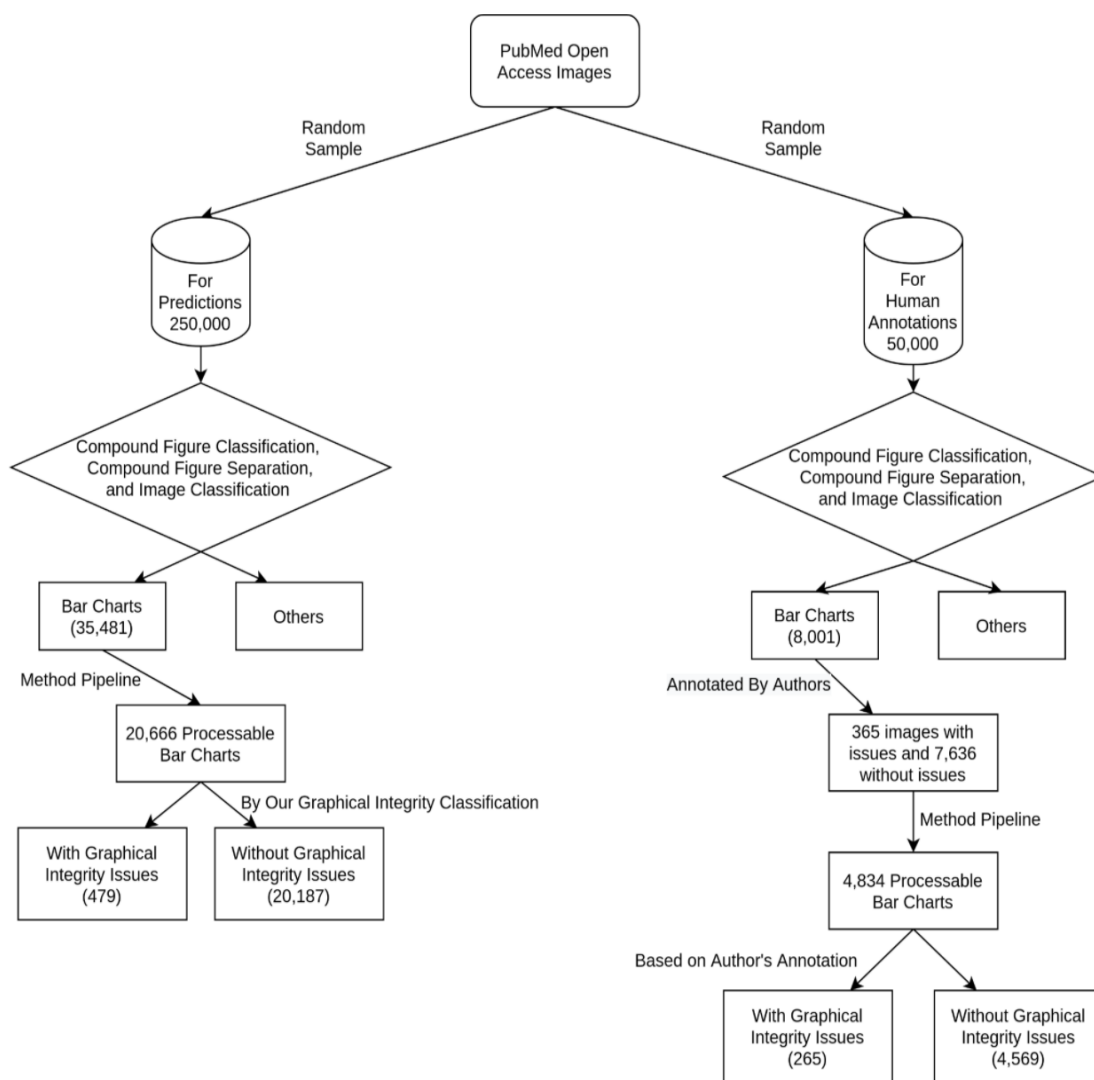 PubMed Open
Access Images
Random
Sample
Random
Sample
For
Predictions
250,000
For
Human
Annotations
50,000
Compound Figure Classification,
Compound Figure Separation,
and Image Classification
Compound Figure Classification,
Compound Figure Separation,
and Image Classification
Bar Charts
(35,481)
Others
Bar Charts
(8,001)
Others
Method Pipeline
Annotated By Authors
20,666 Processable
Bar Charts
365 images with
issues and 7,636
without issues
By Our Graphical Integrity Classification
Method Pipeline
With Graphical
Integrity Issues
(479)
Without Graphical
Integrity Issues
(20,187)
4,834 Processable
Bar Charts
Based on Author's Annotation
With Graphical
Integrity Issues
(265)
Without Graphical
Integrity Issues
(4,569)